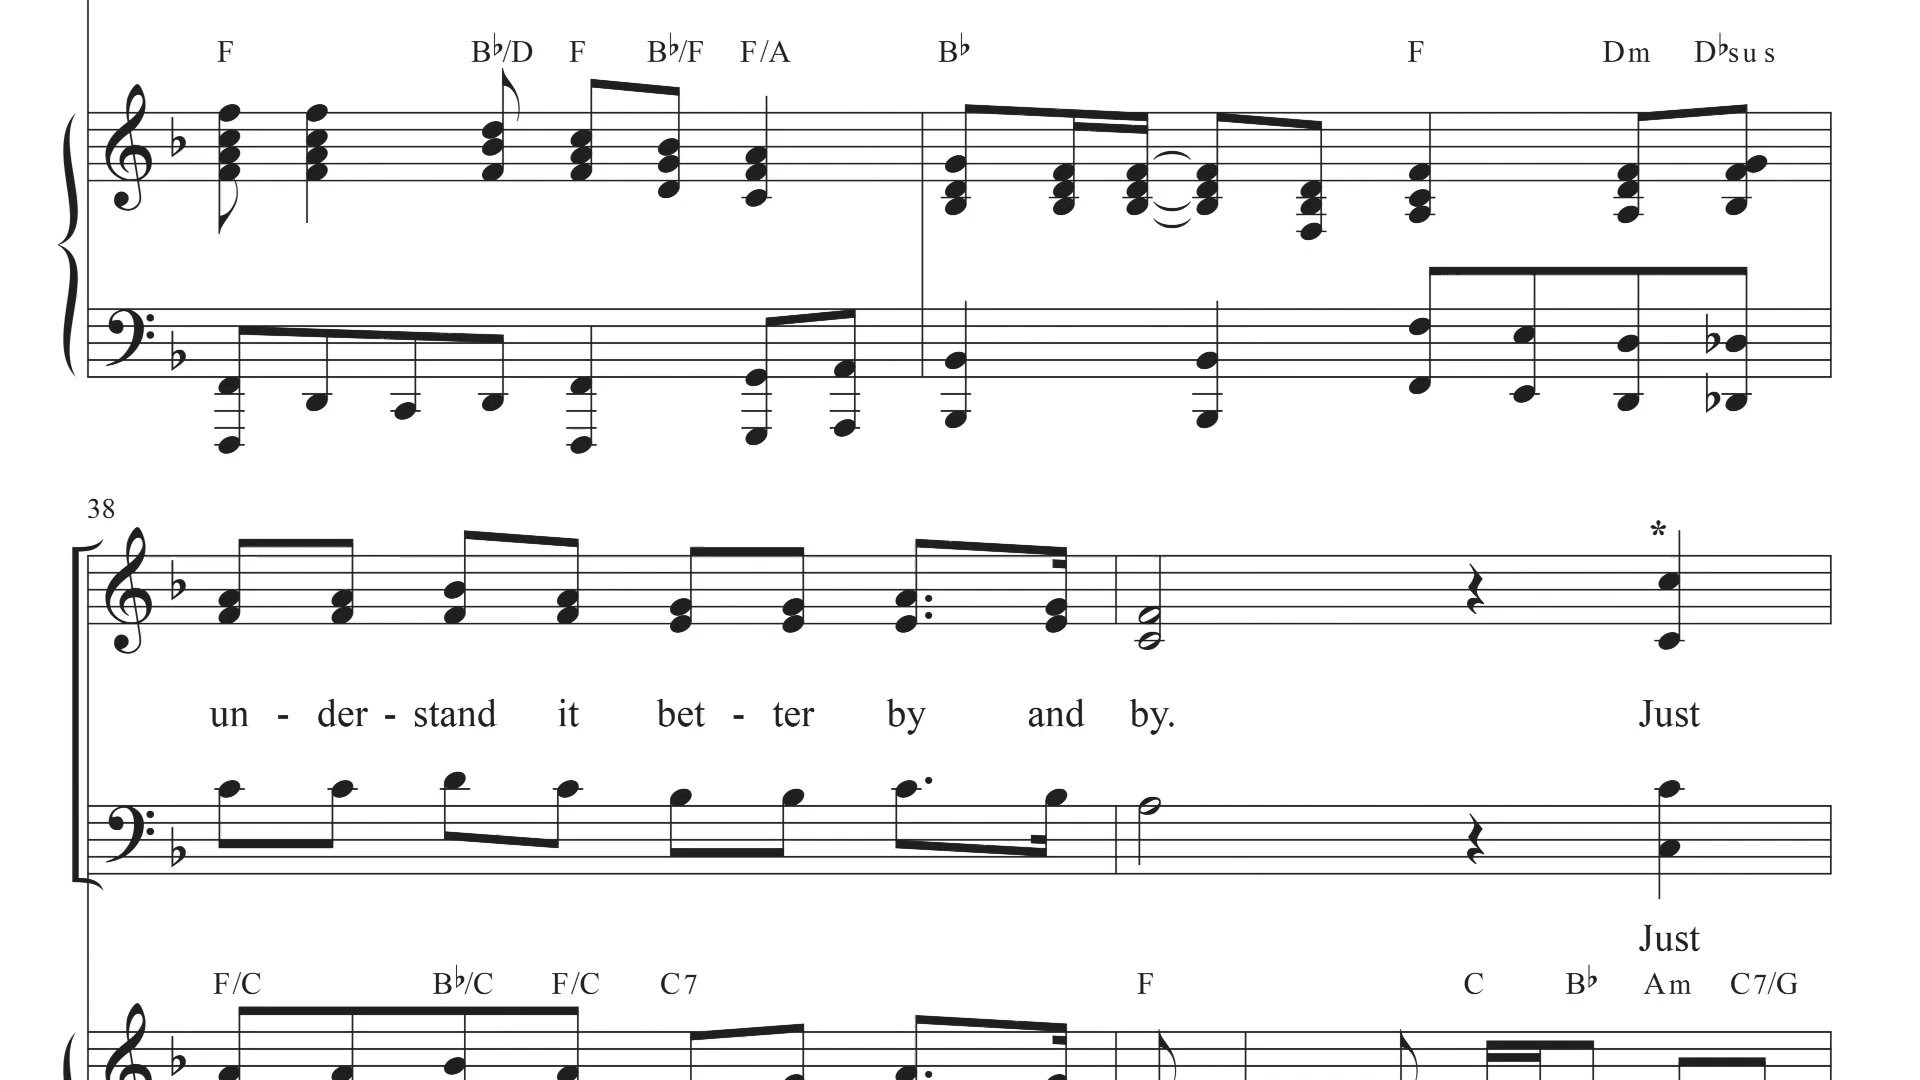 F B♭/D F B♭/F F/A B♭ F Dm D♭sus
38
*
un - der - stand it bet - ter by and by. Just
Just
F/C B♭/C F/C C7 F C B♭ Am C7/G